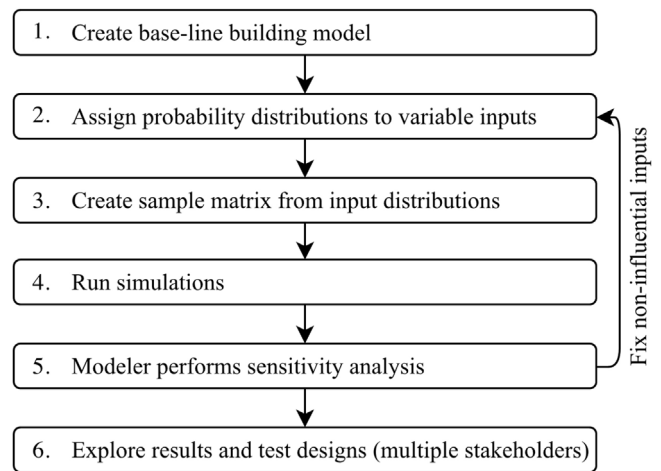 1. Create base-line building model
2. Assign probability distributions to variable inputs
3. Create sample matrix from input distributions
4. Run simulations
5. Modeler performs sensitivity analysis
6. Explore results and test designs (multiple stakeholders)
Fix non-influential inputs